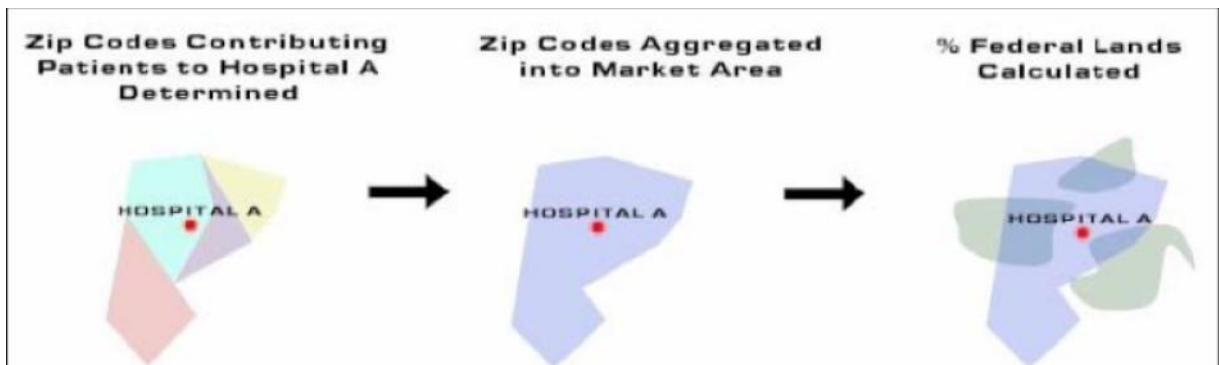 Zip Codes Contributing
Patients to Hospital A
Determined
Zip Codes Aggregated
into Market Area
% Federal Lands
Calculated
HOSPITAL A
HOSPITAL A
HOSPITAL A